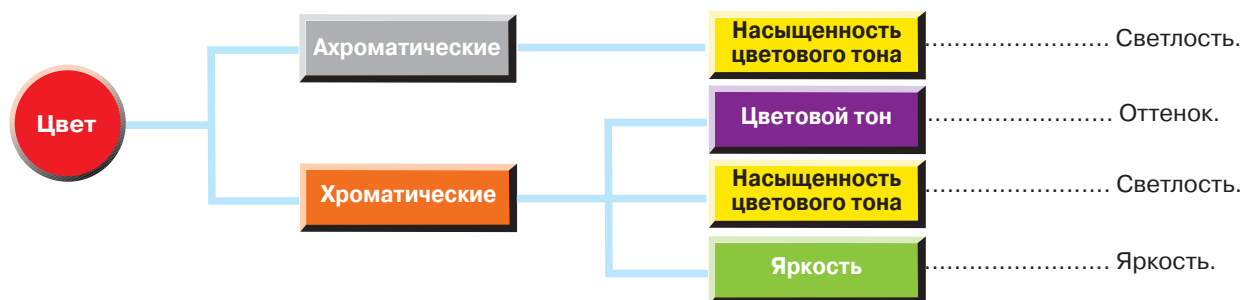 Цвет
Ахроматические
Насыщенность
цветового тона
........................ Светлость.
Хроматические
Цветовой тон
........................ Оттенок.
Насыщенность
цветового тона
........................ Светлость.
Яркость
........................ Яркость.